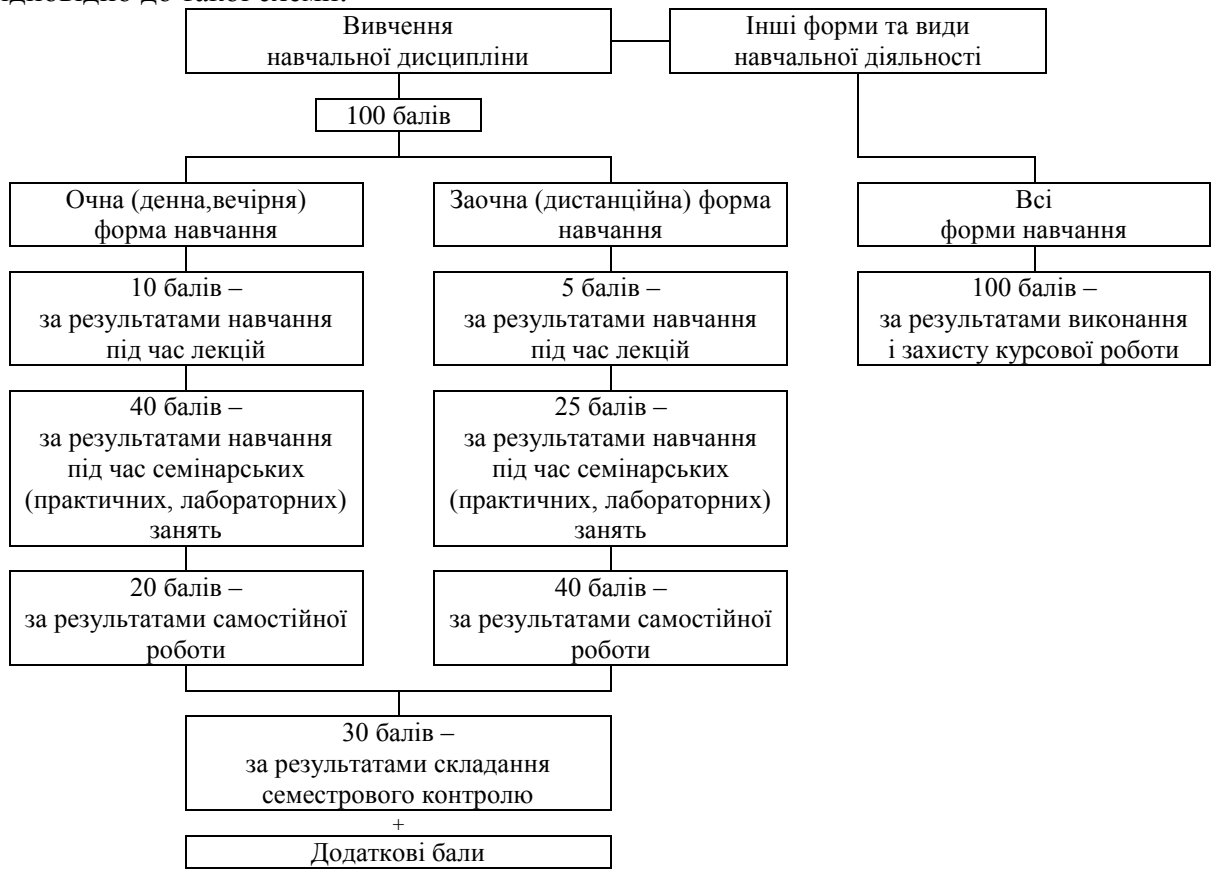 відповідно до такої схеми:
Вивчення
навчальної дисципліни
Інші форми та види
навчальної діяльності
100 балів
Очна (денна,вечірня)
форма навчання
Заочна (дистанційна) форма
навчання
Всі
форми навчання
10 балів –
за результатами навчання
під час лекцій
5 балів –
за результатами навчання
під час лекцій
100 балів –
за результатами виконання
і захисту курсової роботи
40 балів –
за результатами навчання
під час семінарських
(практичних, лабораторних)
занять
25 балів –
за результатами навчання
під час семінарських
(практичних, лабораторних)
занять
20 балів –
за результатами самостійної
роботи
40 балів –
за результатами самостійної
роботи
30 балів –
за результатами складання
семестрового контролю
+
Додаткові бали